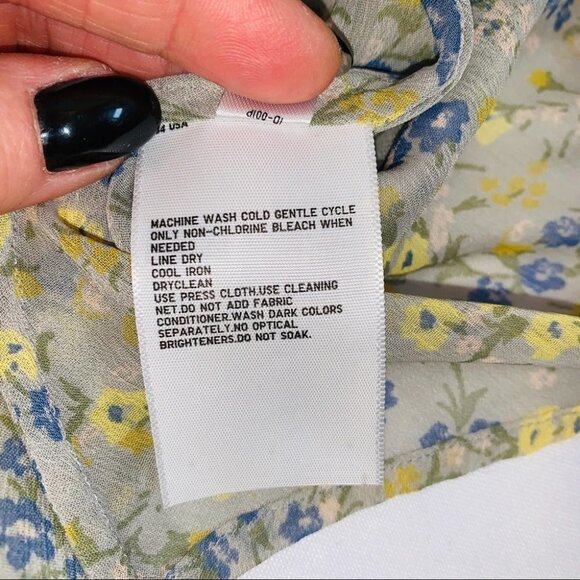 USA
MACHINE WASH COLD GENTLE CYCLE
ONLY NON-CHLORINE BLEACH WHEN
NEEDED
LINE DRY
COOL IRON
DRYCLEAN
USE PRESS CLOTH.USE CLEANING
NET.DO NOT ADD FABRIC
CONDITIONER.WASH DARK COLORS
SEPARATELY.NO OPTICAL
BRIGHTENERS.DO NOT SOAK.